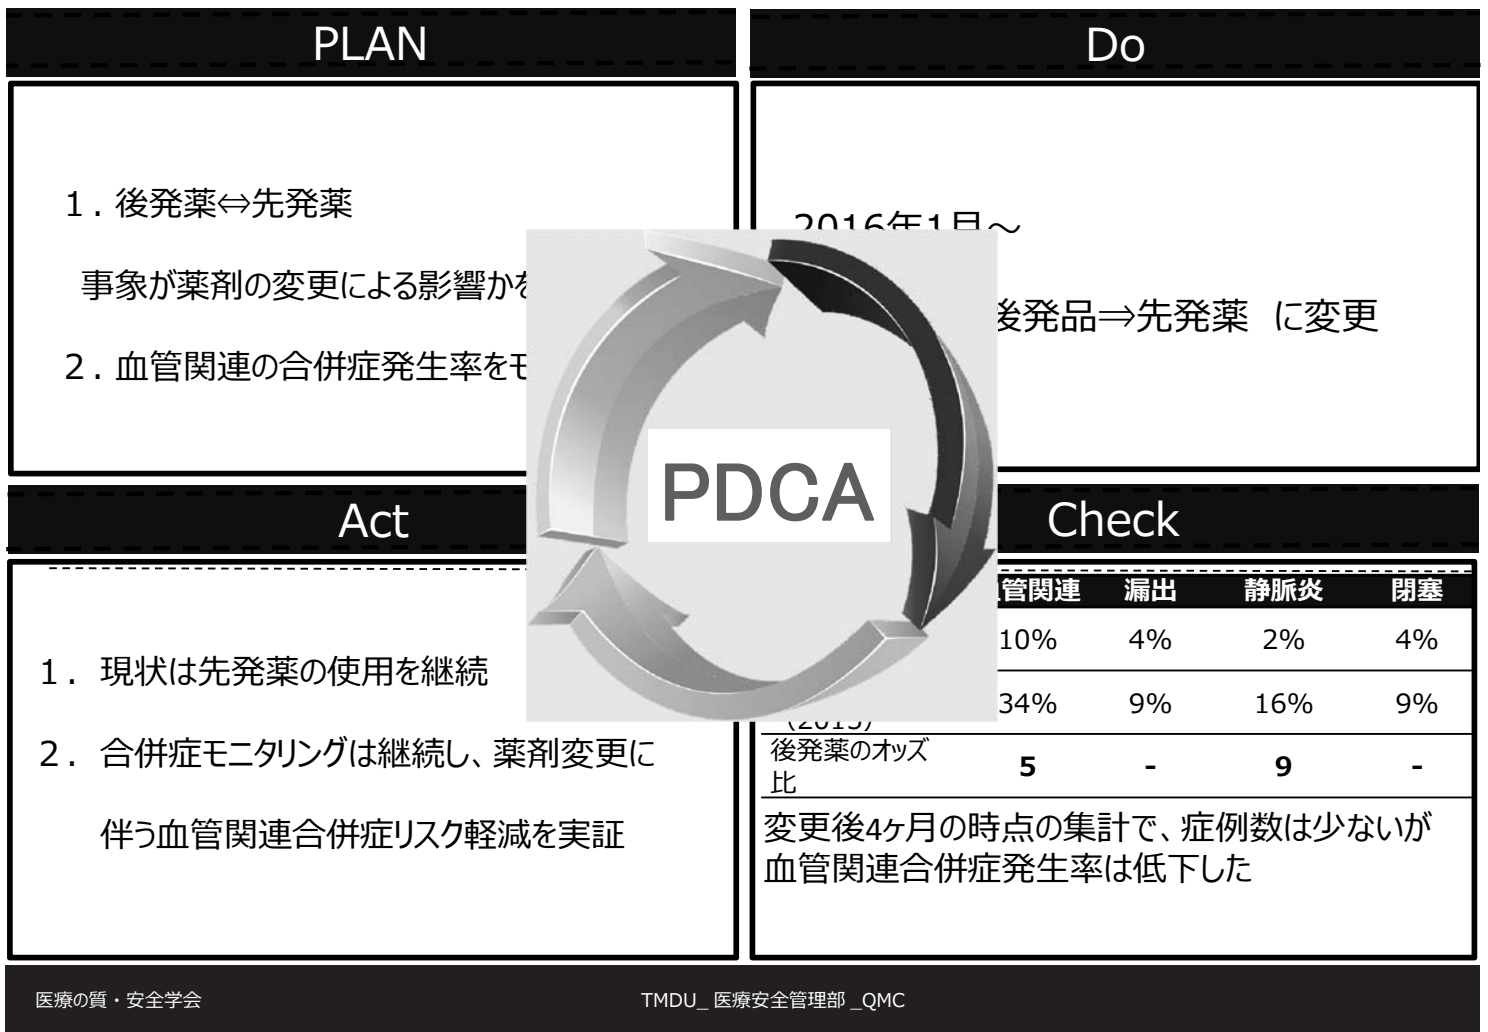 PLAN
1．後発薬⇔先発薬
事象が薬剤の変更による影響か
2．血管関連の合併症発生率を
Do
2016年1月～
後発品⇒先発薬　に変更
PDCA
Act
1．現状は先発薬の使用を継続
2．合併症モニタリングは継続し、薬剤変更に
伴う血管関連合併症リスク軽減を実証
Check
管関連 漏出 静脈炎 閉塞
10% 4% 2% 4%
34% 9% 16% 9%
(2015)
後発薬のオッズ
比 5 - 9 -
変更後4ヶ月の時点の集計で、症例数は少ないが
血管関連合併症発生率は低下した
医療の質・安全学会
TMDU_ 医療安全管理部 _QMC